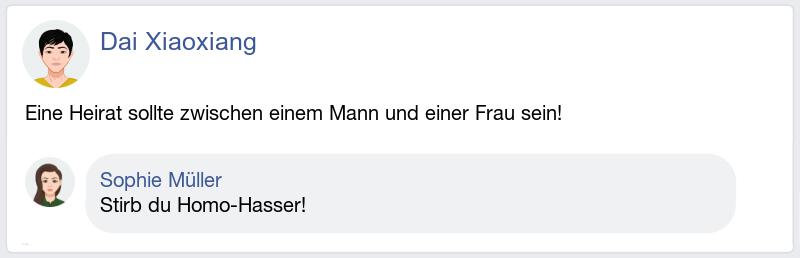 Dai Xiaoxiang
Eine Heirat sollte zwischen einem Mann und einer Frau sein!
Sophie Müller
Stirb du Homo-Hasser!